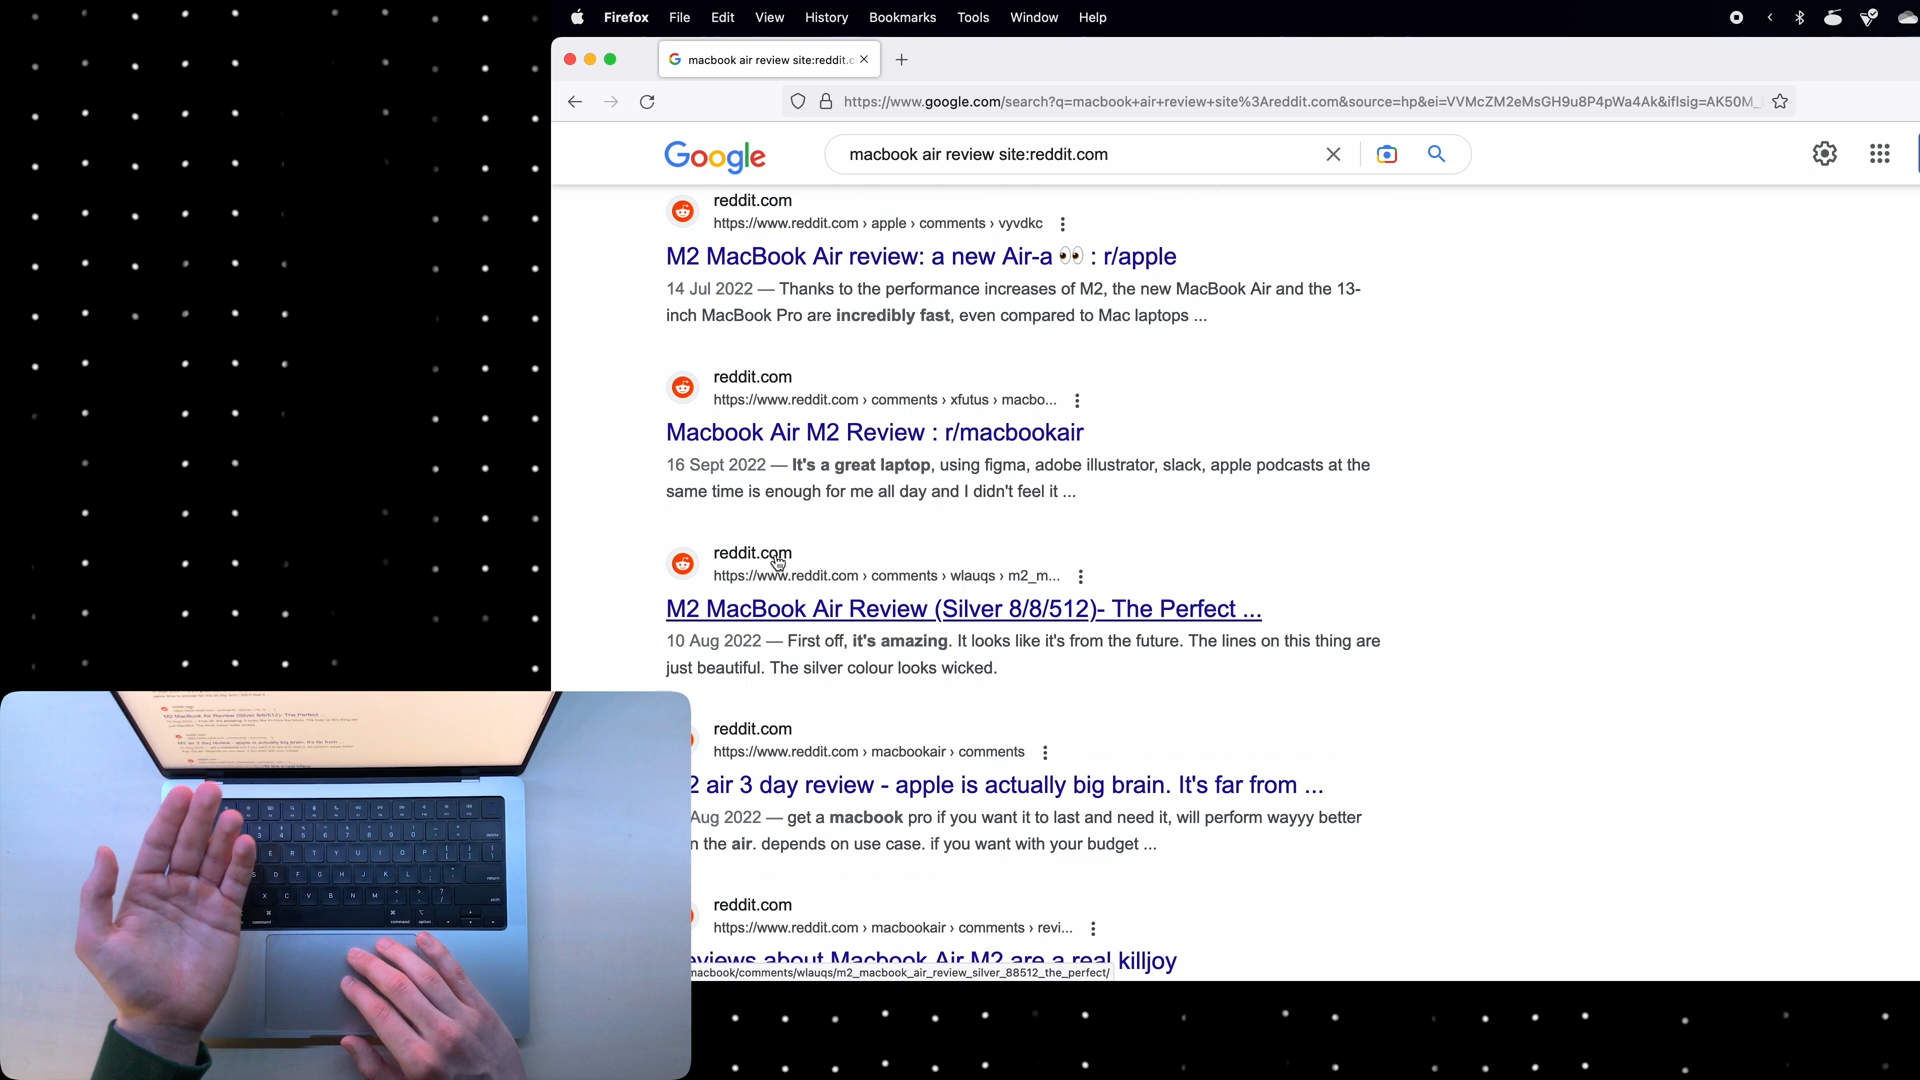 Firefox File Edit View History Bookmarks Tools Window Help
macbook air review site:reddit.c
https://www.google.com/search?q=macbook+air+review+site%3Areddit.com&source=hp&ei=VVMcZM2eMsGH9u8P4pWa4Ak&iflsig=AK50M_
Google
macbook air review site:reddit.com
reddit.com
https://www.reddit.com › apple › comments › vyvdkc
M2 MacBook Air review: a new Air-a 👀 : r/apple
14 Jul 2022 — Thanks to the performance increases of M2, the new MacBook Air and the 13-
inch MacBook Pro are incredibly fast, even compared to Mac laptops ...
reddit.com
https://www.reddit.com › comments › xfutus › macbo...
Macbook Air M2 Review : r/macbookair
16 Sept 2022 — It's a great laptop, using figma, adobe illustrator, slack, apple podcasts at the
same time is enough for me all day and I didn't feel it ...
reddit.com
https://www.reddit.com › comments › wlauqs › m2_m...
M2 MacBook Air Review (Silver 8/8/512)- The Perfect ...
10 Aug 2022 — First off, it's amazing. It looks like it's from the future. The lines on this thing are
just beautiful. The silver colour looks wicked.
reddit.com
https://www.reddit.com › macbookair › comments
2 air 3 day review - apple is actually big brain. It's far from ...
Aug 2022 — get a macbook pro if you want it to last and need it, will perform wayyy better
n the air. depends on use case. if you want with your budget ...
reddit.com
https://www.reddit.com › macbookair › comments › revi...
eviews about Macbook Air M2 are a real killjoy
nacbook/comments/wlauqs/m2_macbook_air_review_silver_88512_the_perfect/